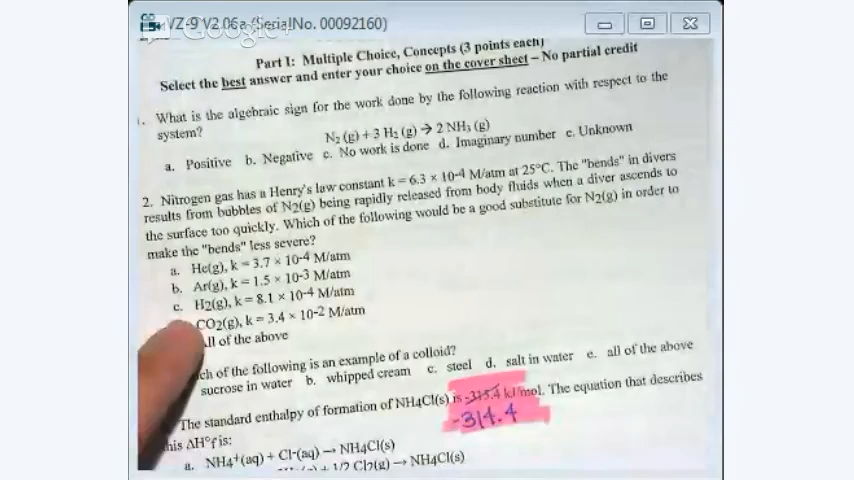 VZ-9 V2.06a (SerialNo. 00092160)
Google+
Part I: Multiple Choice, Concepts (3 points each)
Select the best answer and enter your choice on the cover sheet – No partial credit
. What is the algebraic sign for the work done by the following reaction with respect to the
system?
N2 (g) + 3 H2 (g) → 2 NH3 (g)
a. Positive b. Negative c. No work is done d. Imaginary number e. Unknown
2. Nitrogen gas has a Henry's law constant k = 6.3 × 10-4 M/atm at 25°C. The "bends" in divers
results from bubbles of N2(g) being rapidly released from body fluids when a diver ascends to
the surface too quickly. Which of the following would be a good substitute for N2(g) in order to
make the "bends" less severe?
a. He(g), k = 3.7 × 10-4 M/atm
b. Ar(g), k = 1.5 × 10-3 M/atm
c. H2(g), k = 8.1 × 10-4 M/atm
CO2(g), k = 3.4 × 10-2 M/atm
All of the above
ch of the following is an example of a colloid?
sucrose in water b. whipped cream c. steel d. salt in water e. all of the above
The standard enthalpy of formation of NH4Cl(s) is -315.4 kJ/mol. The equation that describes
-314.4
his ΔH°f is:
a. NH4+(aq) + Cl-(aq) → NH4Cl(s)
+ 1/2 Cl2(g) → NH4Cl(s)